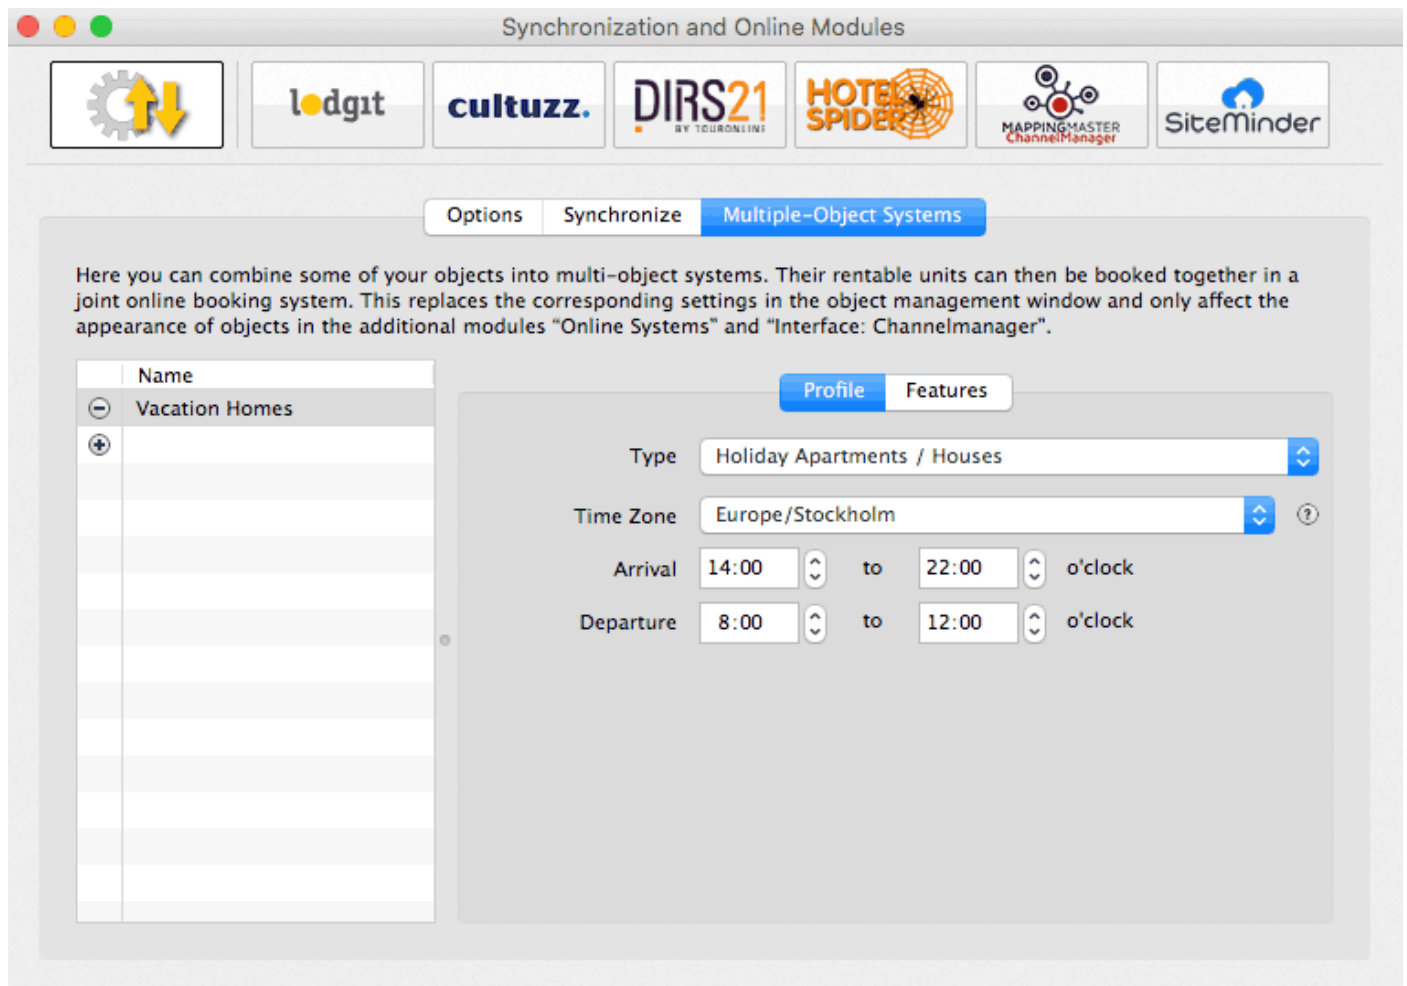 Synchronization and Online Modules
lodgit
cultuzz.
DIRS21
BY TOURONLINE
HOTEL
SPIDER
MAPPINGMASTER
ChannelManager
SiteMinder
Options Synchronize Multiple-Object Systems
Here you can combine some of your objects into multi-object systems. Their rentable units can then be booked together in a
joint online booking system. This replaces the corresponding settings in the object management window and only affect the
appearance of objects in the additional modules “Online Systems” and “Interface: Channelmanager”.
Name
Vacation Homes
Profile Features
Type Holiday Apartments / Houses
Time Zone Europe/Stockholm ?
Arrival 14:00 to 22:00 o'clock
Departure 8:00 to 12:00 o'clock